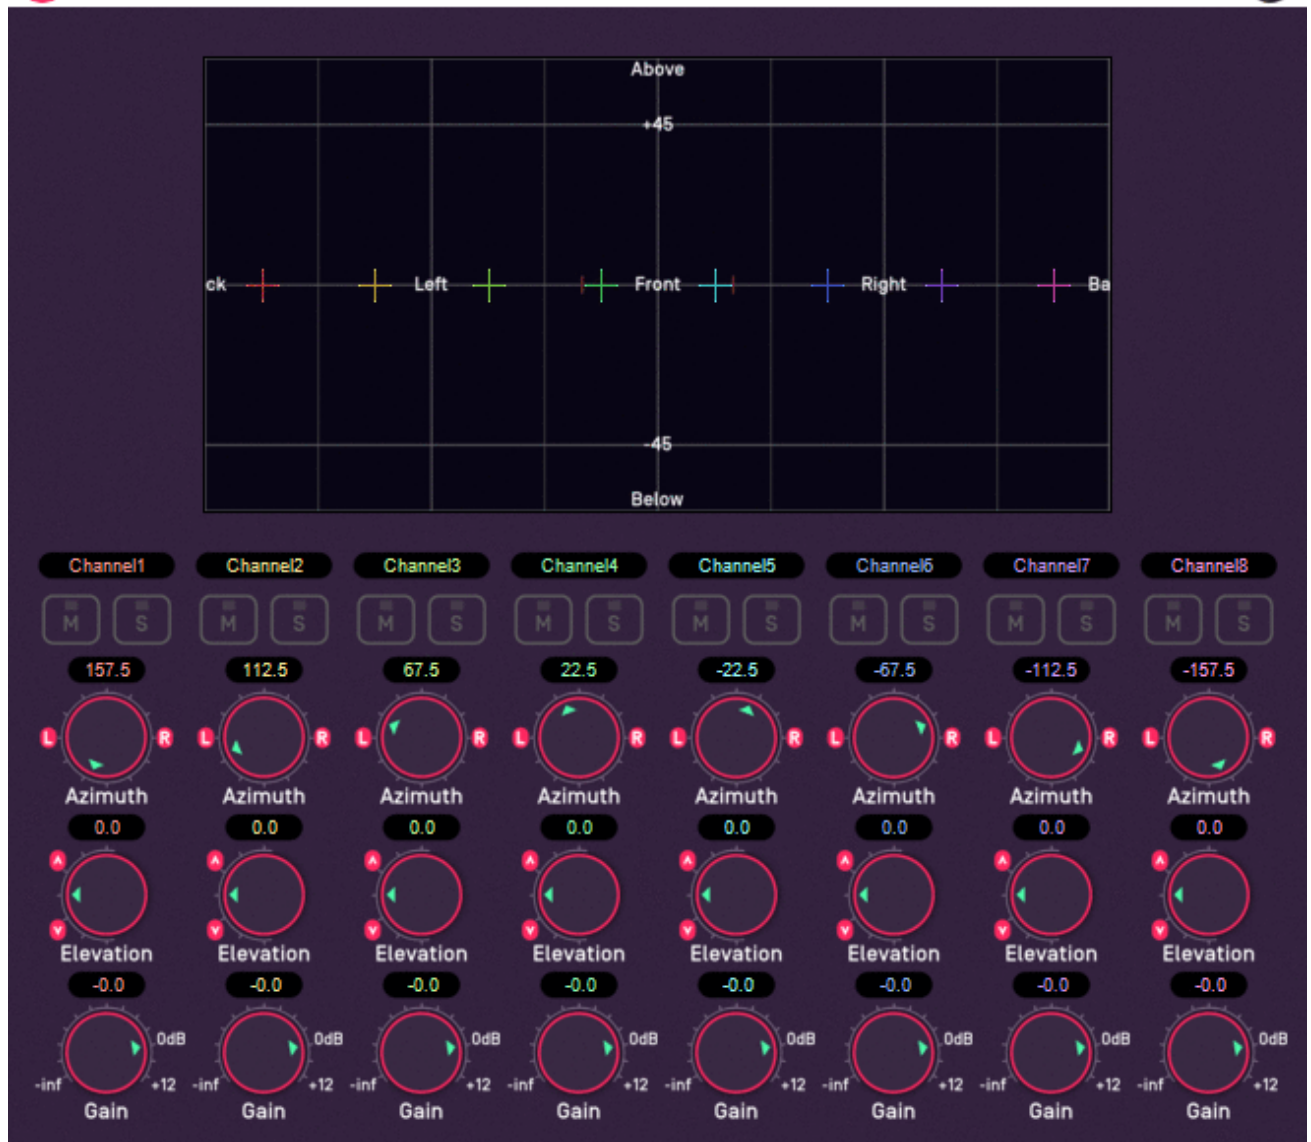 Above
+45
ck Left Front Right Ba
-45
Below
Channel1 Channel2 Channel3 Channel4 Channel5 Channel6 Channel7 Channel8
M S M S M S M S M S M S M S M S
157.5 112.5 67.5 22.5 -22.5 -67.5 -112.5 -157.5
L R L R L R L R L R L R L R L R
Azimuth Azimuth Azimuth Azimuth Azimuth Azimuth Azimuth Azimuth
0.0 0.0 0.0 0.0 0.0 0.0 0.0 0.0
Elevation Elevation Elevation Elevation Elevation Elevation Elevation Elevation
-0.0 -0.0 -0.0 -0.0 -0.0 -0.0 -0.0 -0.0
0dB 0dB 0dB 0dB 0dB 0dB 0dB 0dB
-inf +12 -inf +12 -inf +12 -inf +12 -inf +12 -inf +12 -inf +12 -inf +12
Gain Gain Gain Gain Gain Gain Gain Gain